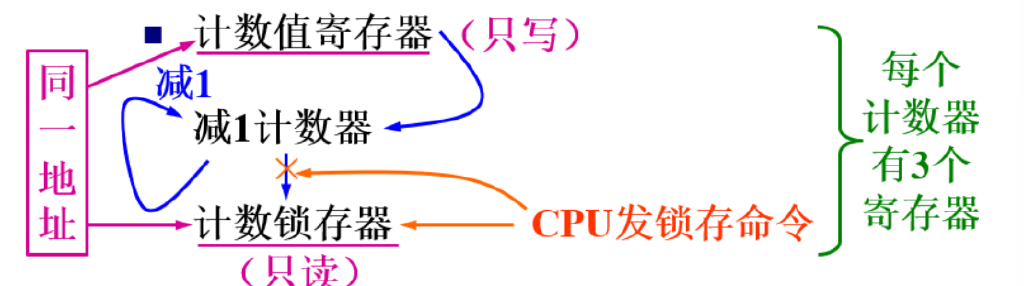 计数值寄存器（只写）
同一地址
减1
减1计数器
计数锁存器
CPU发锁存命令
（只读）
每个
计数器
有3个
寄存器